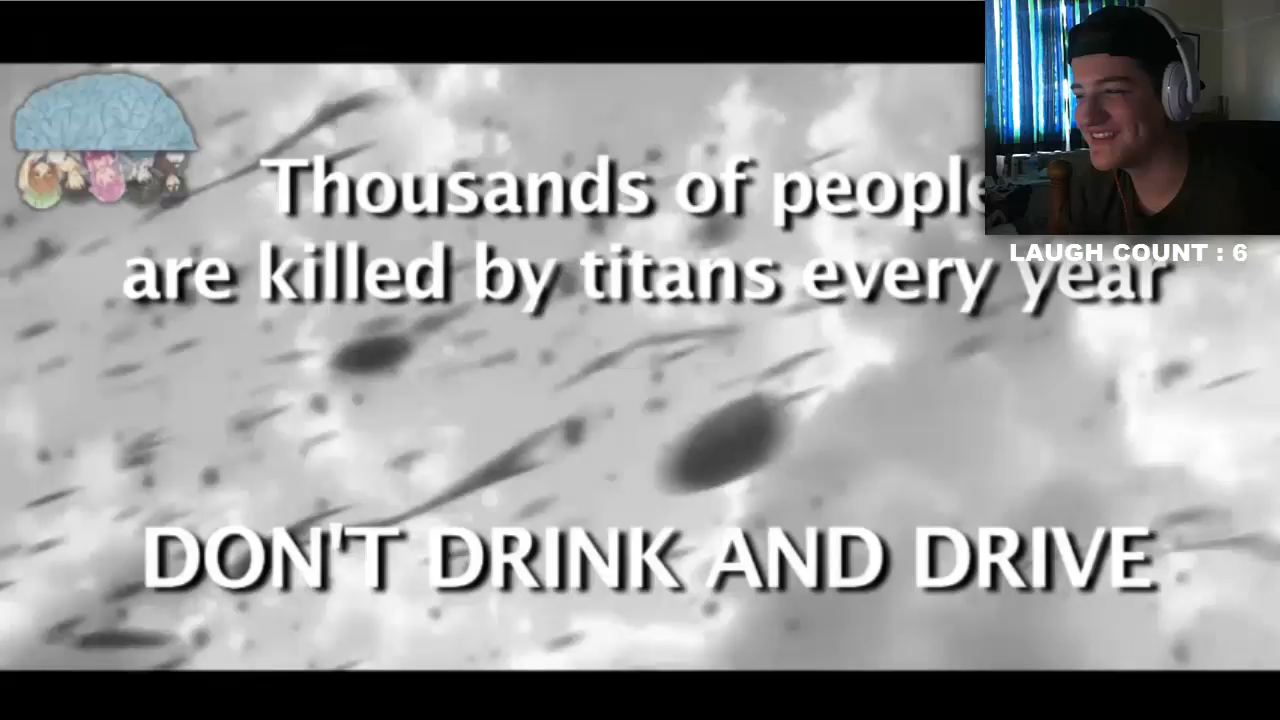 Thousands of people
are killed by titans every year
LAUGH COUNT : 6
DON'T DRINK AND DRIVE